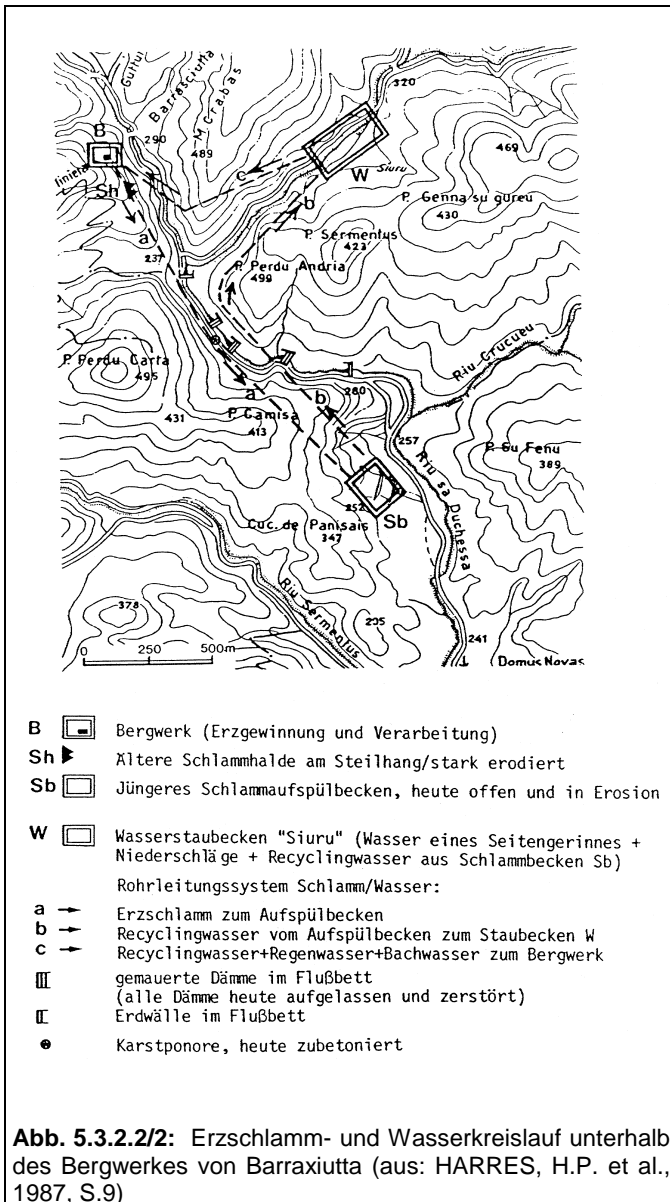 Guttur
Barrasciutta
M. Crabas
320
B
290
489
469
c
W
Siuru
Sh
b
P. Genna su gureu
430
a
P. Sermentus
423
237
P. Perdu Andria
499
P. Perdu Carta
495
Riu Crucueu
431
a
P. Camisa
413
b
280
257
P. Su Fenu
389
252
Sb
Cuc. de Panisais
347
Riu sa Duchessa
378
Riu Sermentus
241
0 250 500m
Domus Novas
B Bergwerk (Erzgewinnung und Verarbeitung)
Sh Ältere Schlammhalde am Steilhang/stark erodiert
Sb Jüngeres Schlammaufspülbecken, heute offen und in Erosion
W Wasserstaubecken "Siuru" (Wasser eines Seitengerinnes +
Niederschläge + Recyclingwasser aus Schlammbecken Sb)
Rohrleitungssystem Schlamm/Wasser:
a → Erzschlamm zum Aufspülbecken
b → Recyclingwasser vom Aufspülbecken zum Staubecken W
c → Recyclingwasser+Regenwasser+Bachwasser zum Bergwerk
gemauerte Dämme im Flußbett
(alle Dämme heute aufgelassen und zerstört)
Erdwälle im Flußbett
Karstponore, heute zubetoniert
Abb. 5.3.2.2/2: Erzschlamm- und Wasserkreislauf unterhalb
des Bergwerkes von Barraxiutta (aus: HARRES, H.P. et al.,
1987, S.9)